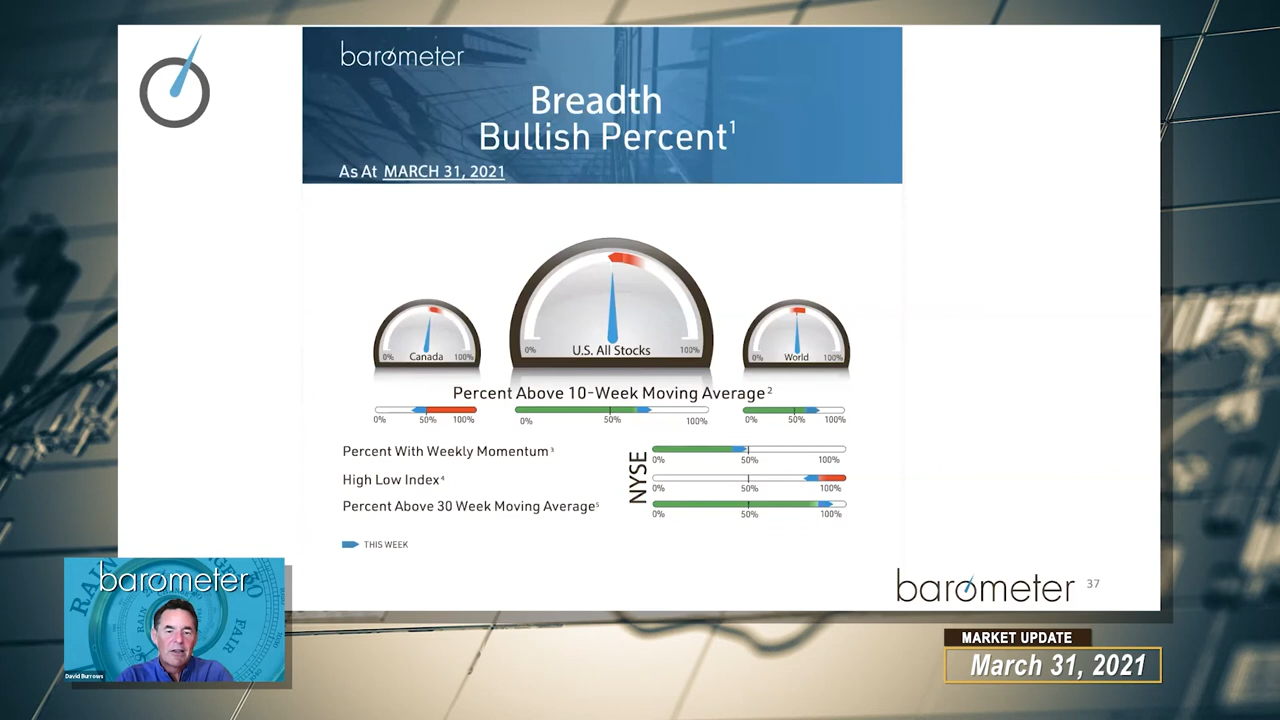 barometer
Breadth
Bullish Percent¹
As At MARCH 31, 2021
0% Canada 100%
0% U.S. All Stocks 100%
0% World 100%
Percent Above 10-Week Moving Average²
0% 50% 100%
0% 50% 100%
0% 50% 100%
Percent With Weekly Momentum³
High Low Index⁴
Percent Above 30 Week Moving Average⁵
NYSE
0% 50% 100%
0% 50% 100%
0% 50% 100%
THIS WEEK
barometer 37
barometer
RAIN
FAIR
David Burrows
MARKET UPDATE
March 31, 2021